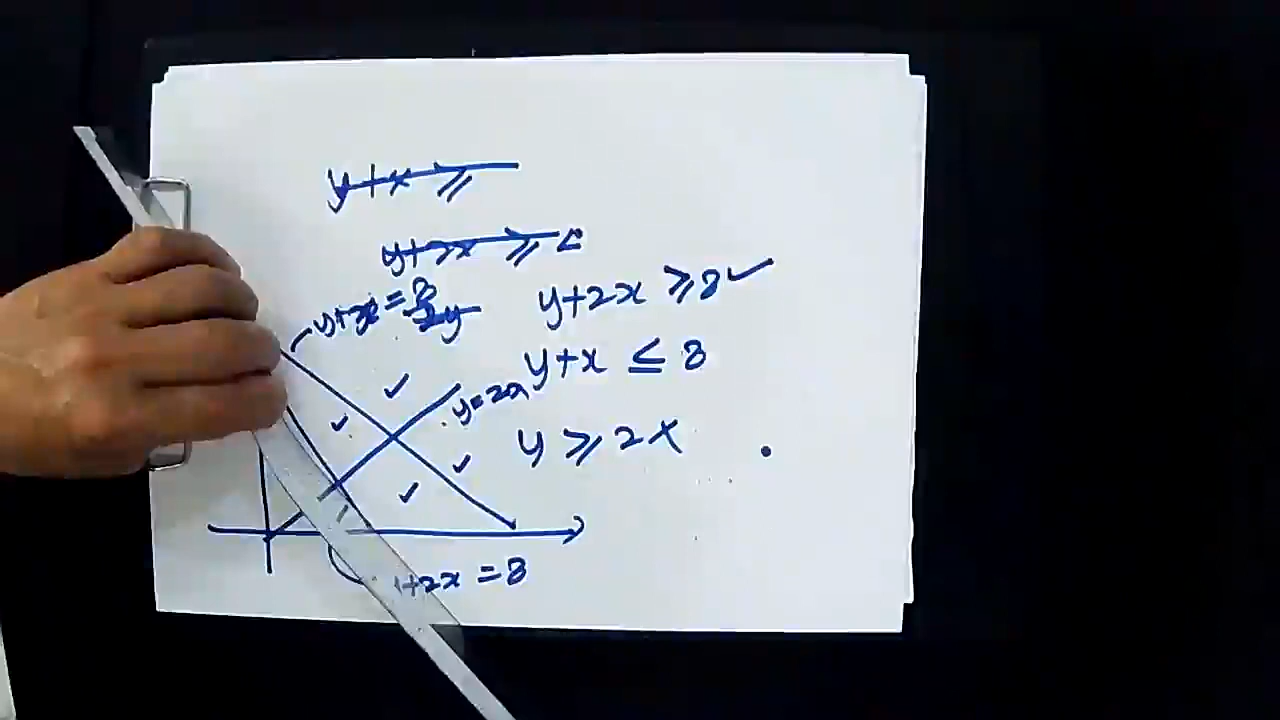 y+x ≥
y+2x ≥ <
y+2x ≥ 8 ✓
y+x = 8
y+x ≤ 8
y=2x
y ≥ 2x
+2x = 8